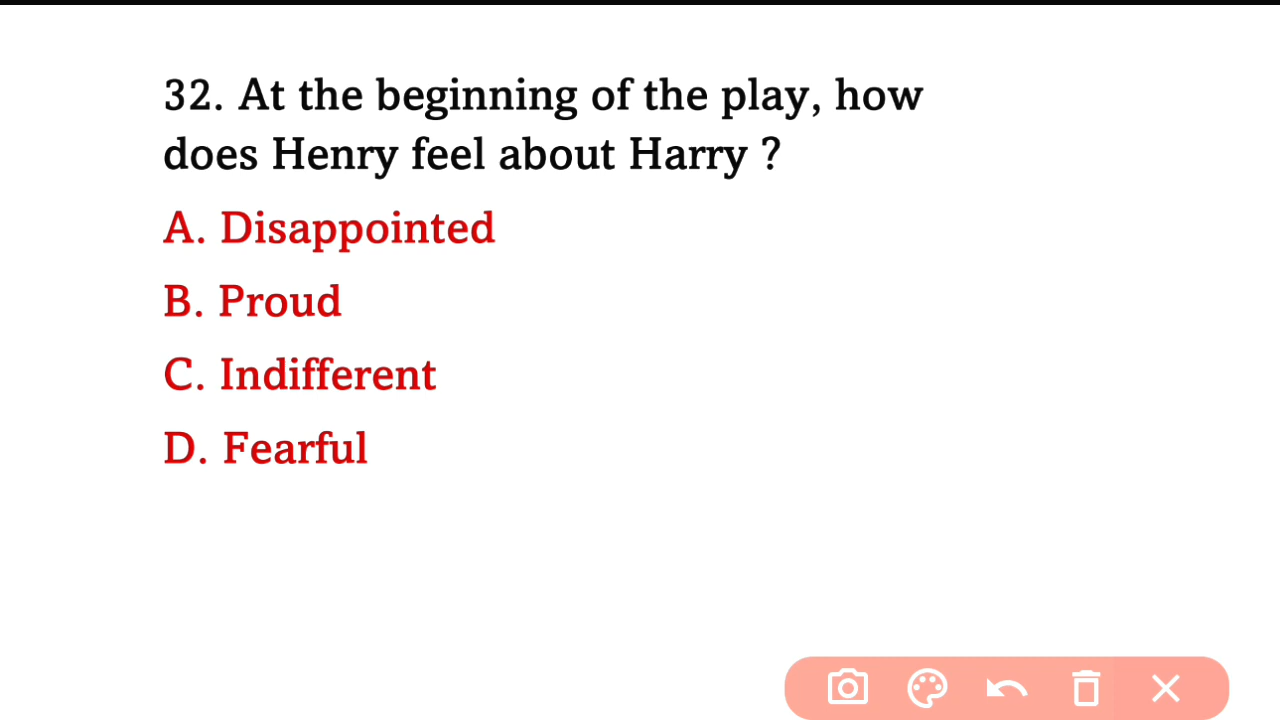 32. At the beginning of the play, how
does Henry feel about Harry ?
A. Disappointed
B. Proud
C. Indifferent
D. Fearful